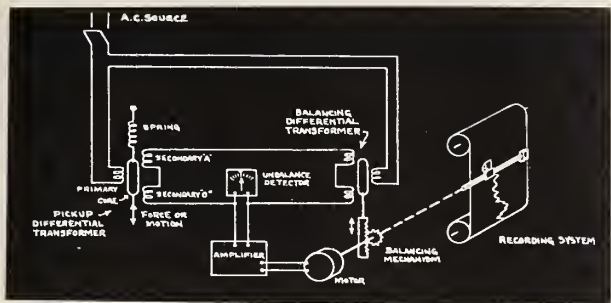 A.C. SOURCE
SPRING
BALANCING
DIFFERENTIAL
TRANSFORMER
SECONDARY "A"
UNBALANCE
DETECTOR
PRIMARY
SECONDARY "B"
CORE
FORCE OR
MOTION
PICKUP
DIFFERENTIAL
TRANSFORMER
AMPLIFIER
MOTOR
BALANCING
MECHANISM
RECORDING SYSTEM